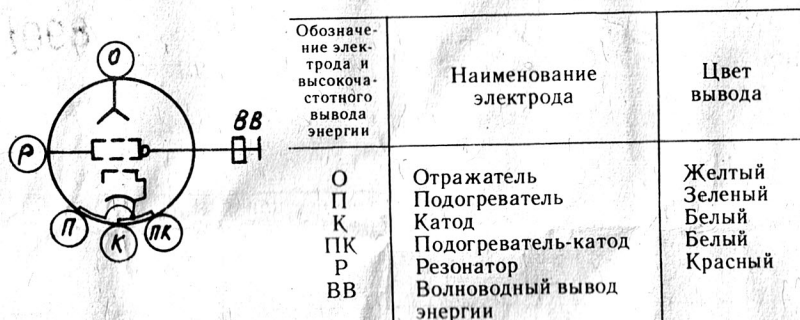 О
ВВ
Р
П
К
ПК
Обозначе-
ние элек-
трода и
высокоча-
стотного
вывода
энергии
Наименование
электрода
Цвет
вывода
О Отражатель Желтый
П Подогреватель Зеленый
К Катод Белый
ПК Подогреватель-катод Белый
Р Резонатор Красный
ВВ Волноводный вывод
энергии